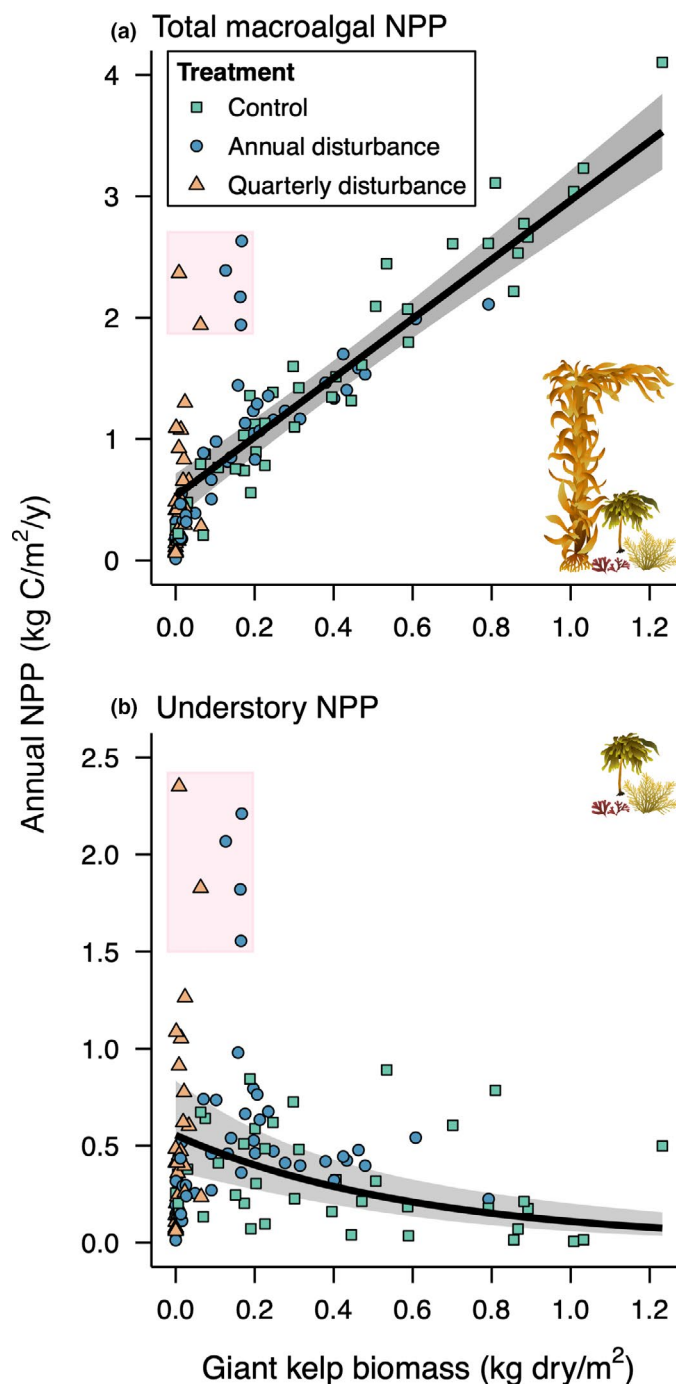 (a) Total macroalgal NPP
Treatment
Control
Annual disturbance
Quarterly disturbance
4
3
2
1
0
0.0 0.2 0.4 0.6 0.8 1.0 1.2
Annual NPP (kg C/m²/y)
(b) Understory NPP
2.5
2.0
1.5
1.0
0.5
0.0
0.0 0.2 0.4 0.6 0.8 1.0 1.2
Giant kelp biomass (kg dry/m²)